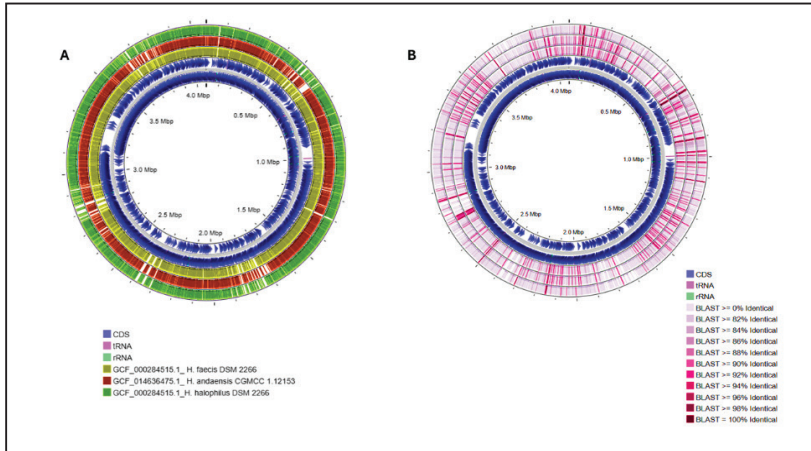 A
4.0 Mbp
0.5 Mbp
1.0 Mbp
1.5 Mbp
2.0 Mbp
2.5 Mbp
3.0 Mbp
3.5 Mbp
CDS
tRNA
rRNA
GCF_000284515.1_ H. faecis DSM 2266
GCF_014636475.1_ H. andaensis CGMCC 1.12153
GCF_000284515.1_H. halophilus DSM 2266
B
4.0 Mbp
0.5 Mbp
1.0 Mbp
1.5 Mbp
2.0 Mbp
2.5 Mbp
3.0 Mbp
3.5 Mbp
CDS
tRNA
rRNA
BLAST >= 0% Identical
BLAST >= 82% Identical
BLAST >= 84% Identical
BLAST >= 86% Identical
BLAST >= 88% Identical
BLAST >= 90% Identical
BLAST >= 92% Identical
BLAST >= 94% Identical
BLAST >= 96% Identical
BLAST >= 98% Identical
BLAST = 100% Identical